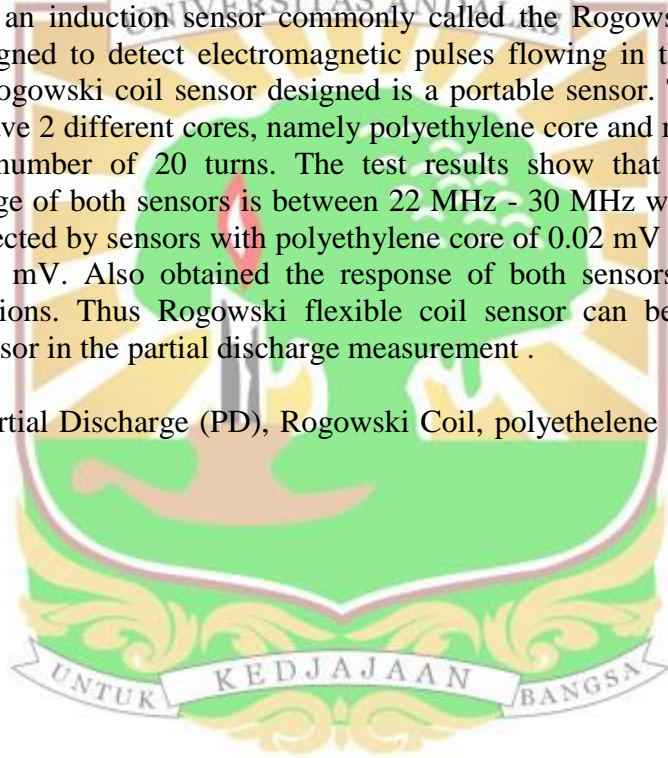 UNIVERSITAS ANDALAS
an induction sensor commonly called the Rogows
gned to detect electromagnetic pulses flowing in t
ogowski coil sensor designed is a portable sensor.
ave 2 different cores, namely polyethylene core and
number of 20 turns. The test results show that
ge of both sensors is between 22 MHz - 30 MHz w
ected by sensors with polyethylene core of 0.02 mV
mV. Also obtained the response of both sensors
ions. Thus Rogowski flexible coil sensor can be
sor in the partial discharge measurement .
rtial Discharge (PD), Rogowski Coil, polyethelene
UNTUK KEDJAJAAN BANGSA